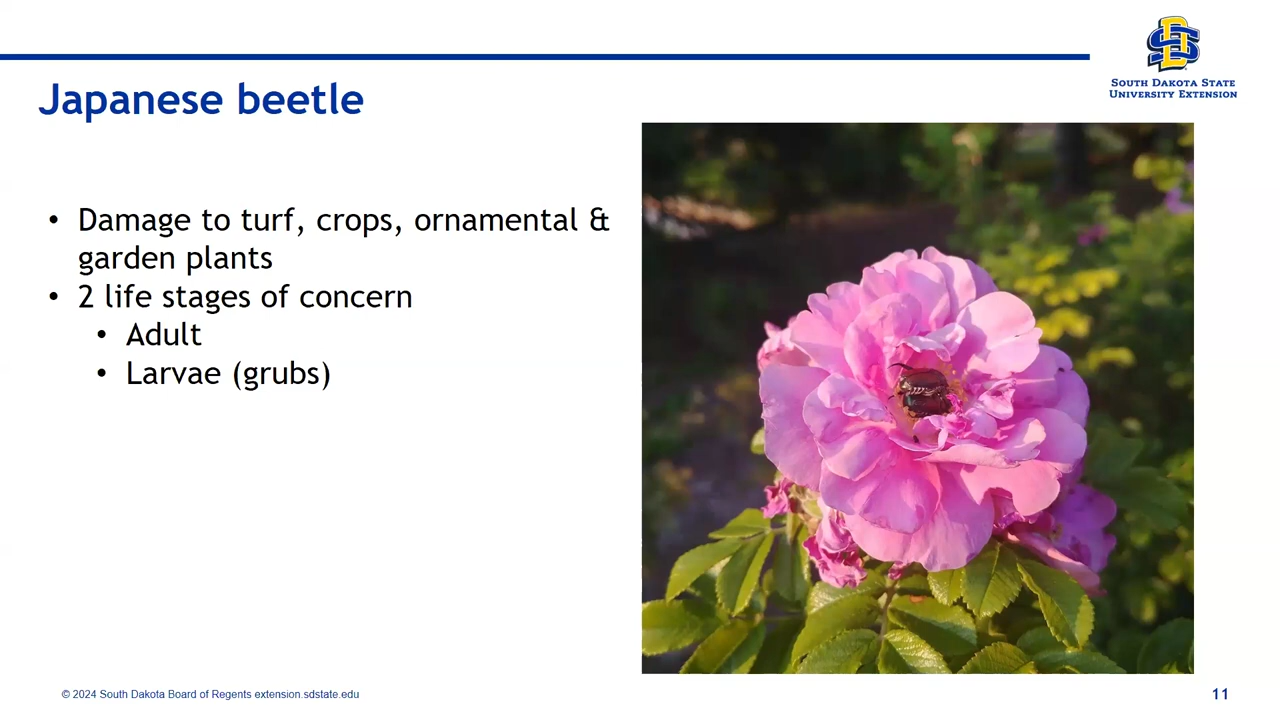 SOUTH DAKOTA STATE
UNIVERSITY EXTENSION
Japanese beetle
• Damage to turf, crops, ornamental &
garden plants
• 2 life stages of concern
• Adult
• Larvae (grubs)
© 2024 South Dakota Board of Regents extension.sdstate.edu
11